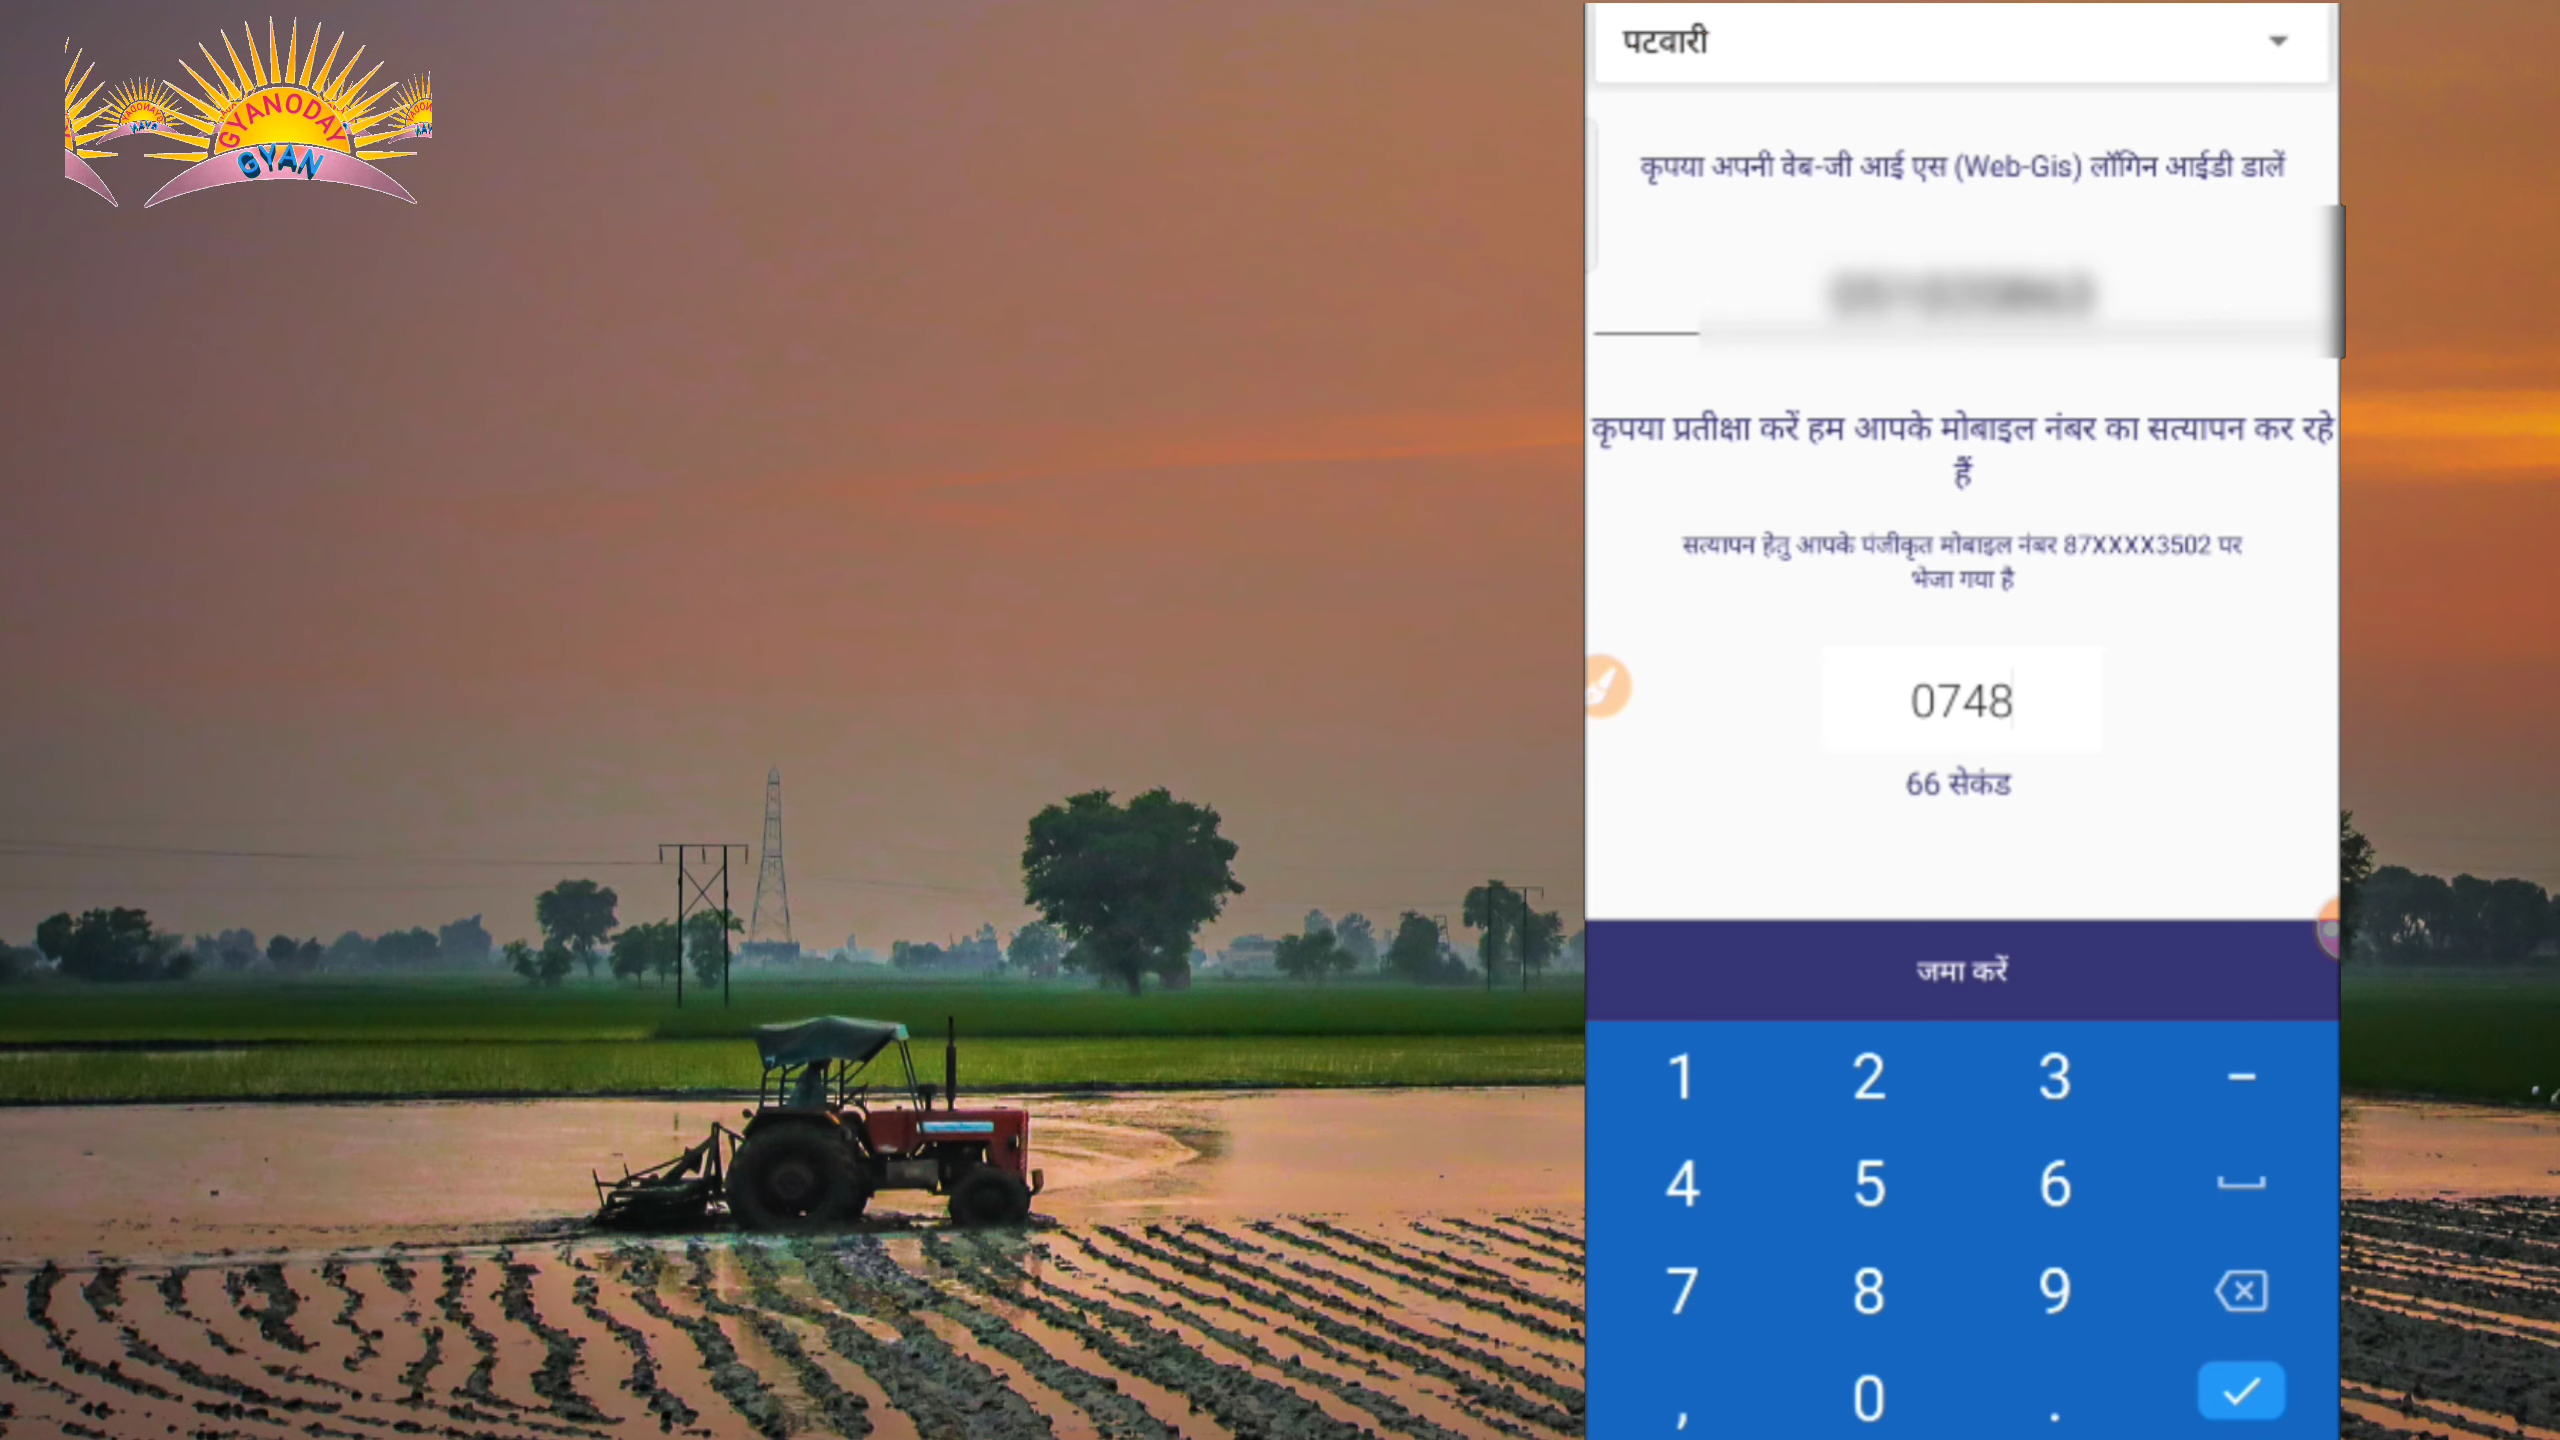 GYANODAY
GYAN
पटवारी
कृपया अपनी वेब-जी आई एस (Web-Gis) लॉगिन आईडी डालें
कृपया प्रतीक्षा करें हम आपके मोबाइल नंबर का सत्यापन कर रहे
हैं
सत्यापन हेतु आपके पंजीकृत मोबाइल नंबर 87XXXX3502 पर
भेजा गया है
0748
66 सेकंड
जमा करें
1 2 3 -
4 5 6
7 8 9
, 0 .